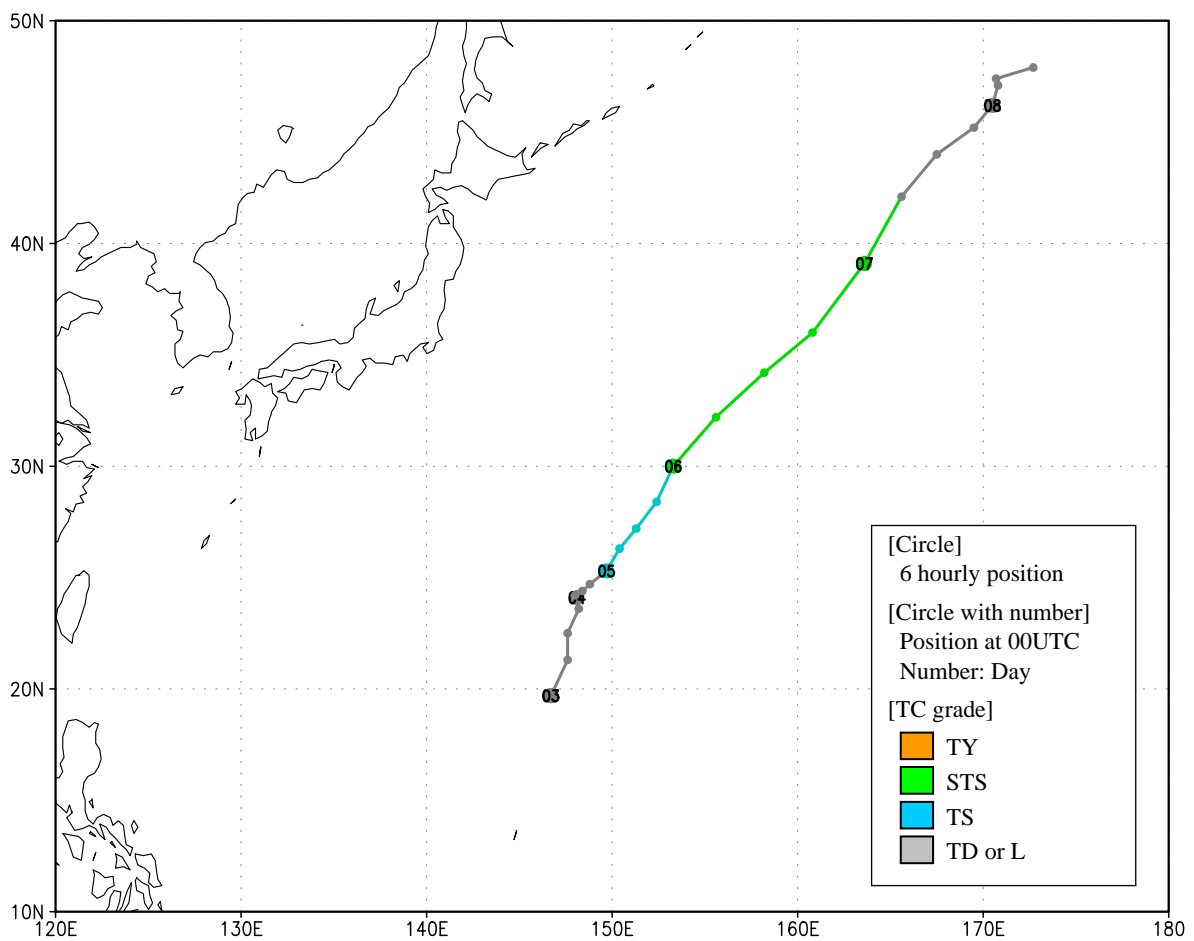 50N
40N
30N
20N
10N
120E
130E
140E
150E
160E
170E
180
08
07
06
05
04
03
[Circle]
6 hourly position
[Circle with number]
Position at 00UTC
Number: Day
[TC grade]
TY
STS
TS
TD or L